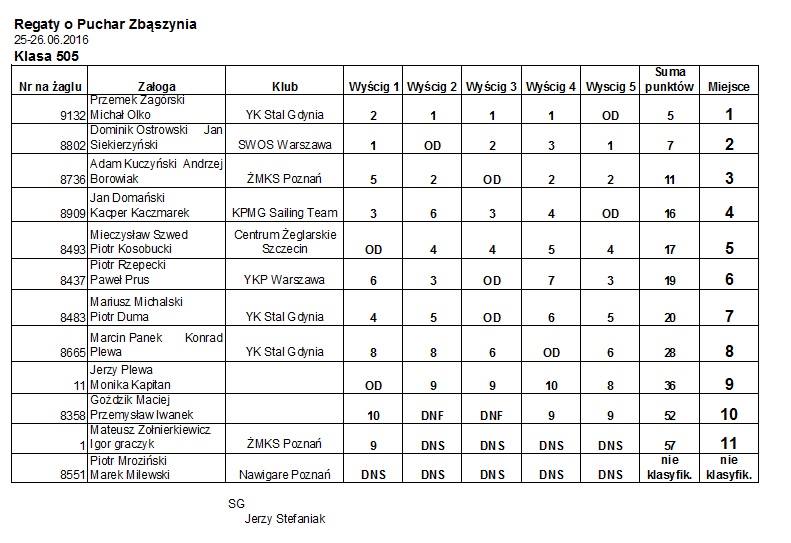 Regaty o Puchar Zbąszynia
25-26.06.2016
Klasa 505
Nr na żaglu Załoga Klub Wyścig 1 Wyścig 2 Wyścig 3 Wyścig 4 Wyscig 5 Suma punktów Miejsce
9132 Przemek Zagórski Michał Olko YK Stal Gdynia 2 1 1 1 OD 5 1
8802 Dominik Ostrowski Jan Siekierzyński SWOS Warszawa 1 OD 2 3 1 7 2
8736 Adam Kuczyński Andrzej Borowiak ŻMKS Poznań 5 2 OD 2 2 11 3
8909 Jan Domański Kacper Kaczmarek KPMG Sailing Team 3 6 3 4 OD 16 4
8493 Mieczysław Szwed Piotr Kosobucki Centrum Żeglarskie Szczecin OD 4 4 5 4 17 5
8437 Piotr Rzepecki Paweł Prus YKP Warszawa 6 3 OD 7 3 19 6
8483 Mariusz Michalski Piotr Duma YK Stal Gdynia 4 5 OD 6 5 20 7
8665 Marcin Panek Konrad Plewa YK Stal Gdynia 8 8 6 OD 6 28 8
11 Jerzy Plewa Monika Kapitan OD 9 9 10 8 36 9
8358 Goździk Maciej Przemysław Iwanek 10 DNF DNF 9 9 52 10
1 Mateusz Żołnierkiewicz Igor graczyk ŻMKS Poznań 9 DNS DNS DNS DNS 57 11
8551 Piotr Mroziński Marek Milewski Nawigare Poznań DNS DNS DNS DNS DNS nie klasyfik. nie klasyfik.
SG
Jerzy Stefaniak